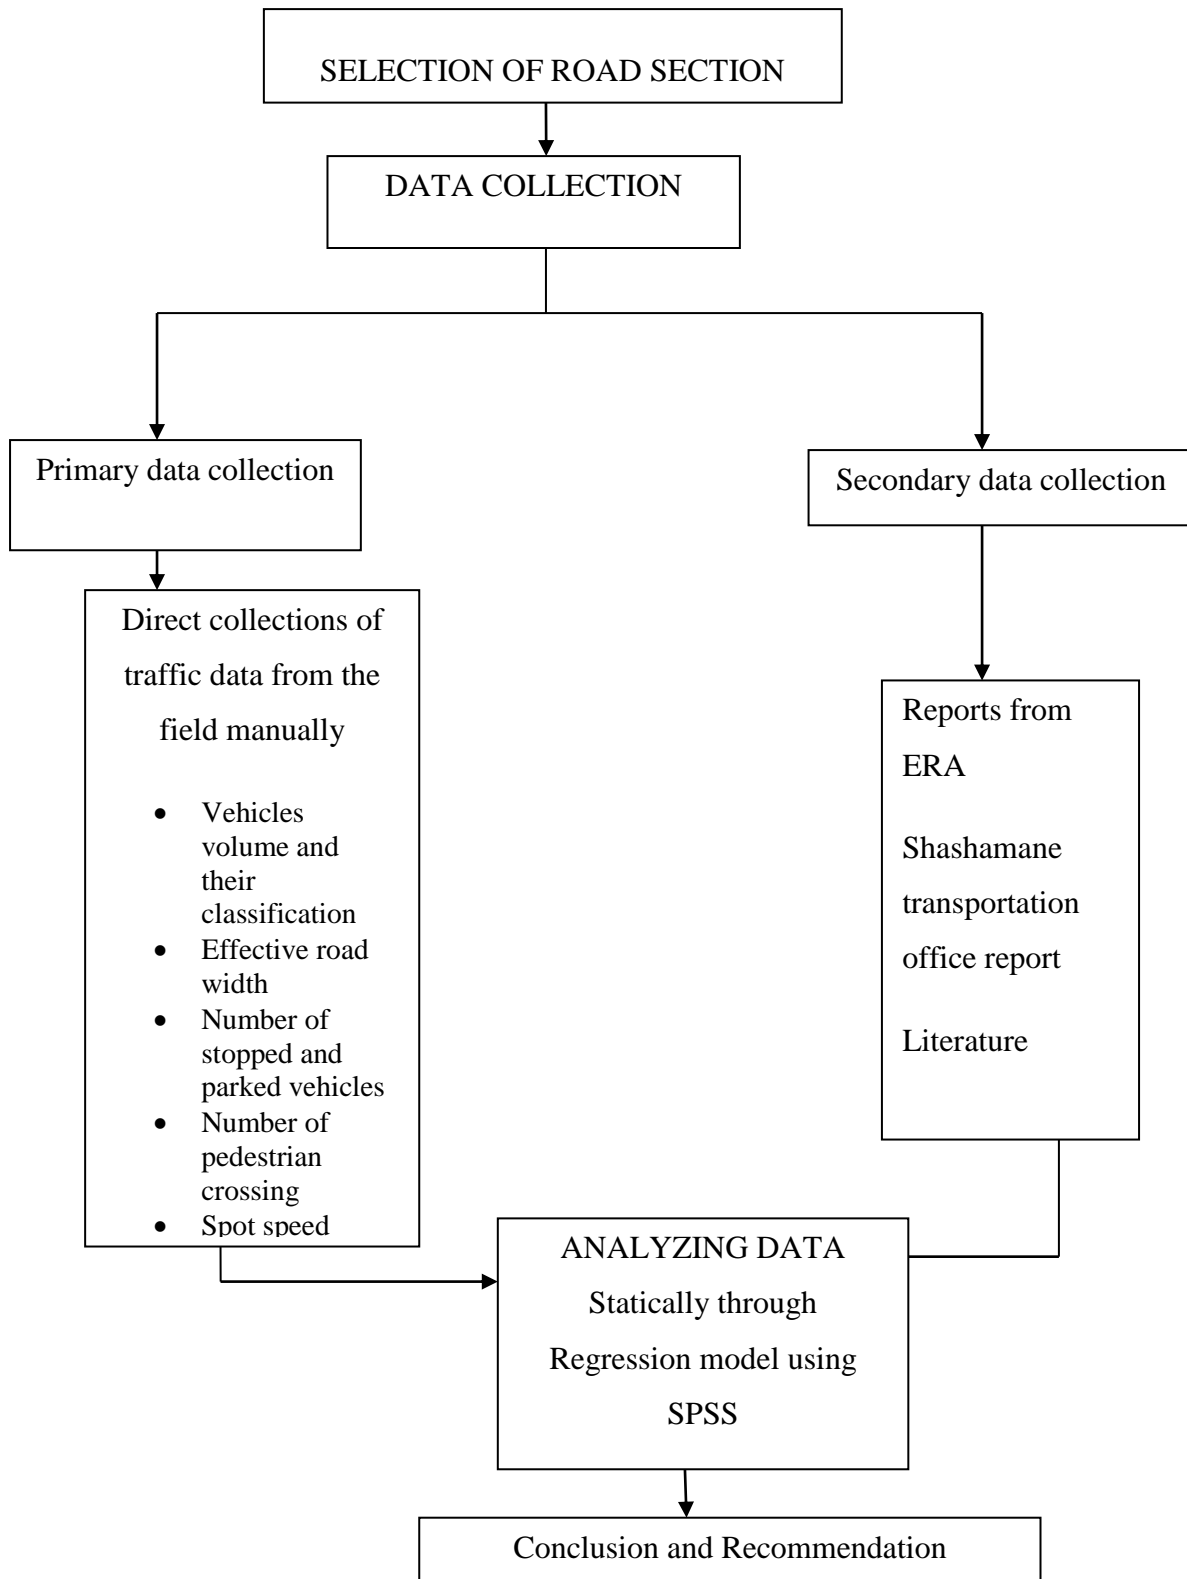 SELECTION OF ROAD SECTION
DATA COLLECTION
Primary data collection
Secondary data collection
Direct collections of
traffic data from the
field manually
• Vehicles
volume and
their
classification
• Effective road
width
• Number of
stopped and
parked vehicles
• Number of
pedestrian
crossing
• Spot speed
Reports from
ERA
Shashamane
transportation
office report
Literature
ANALYZING DATA
Statically through
Regression model using
SPSS
Conclusion and Recommendation